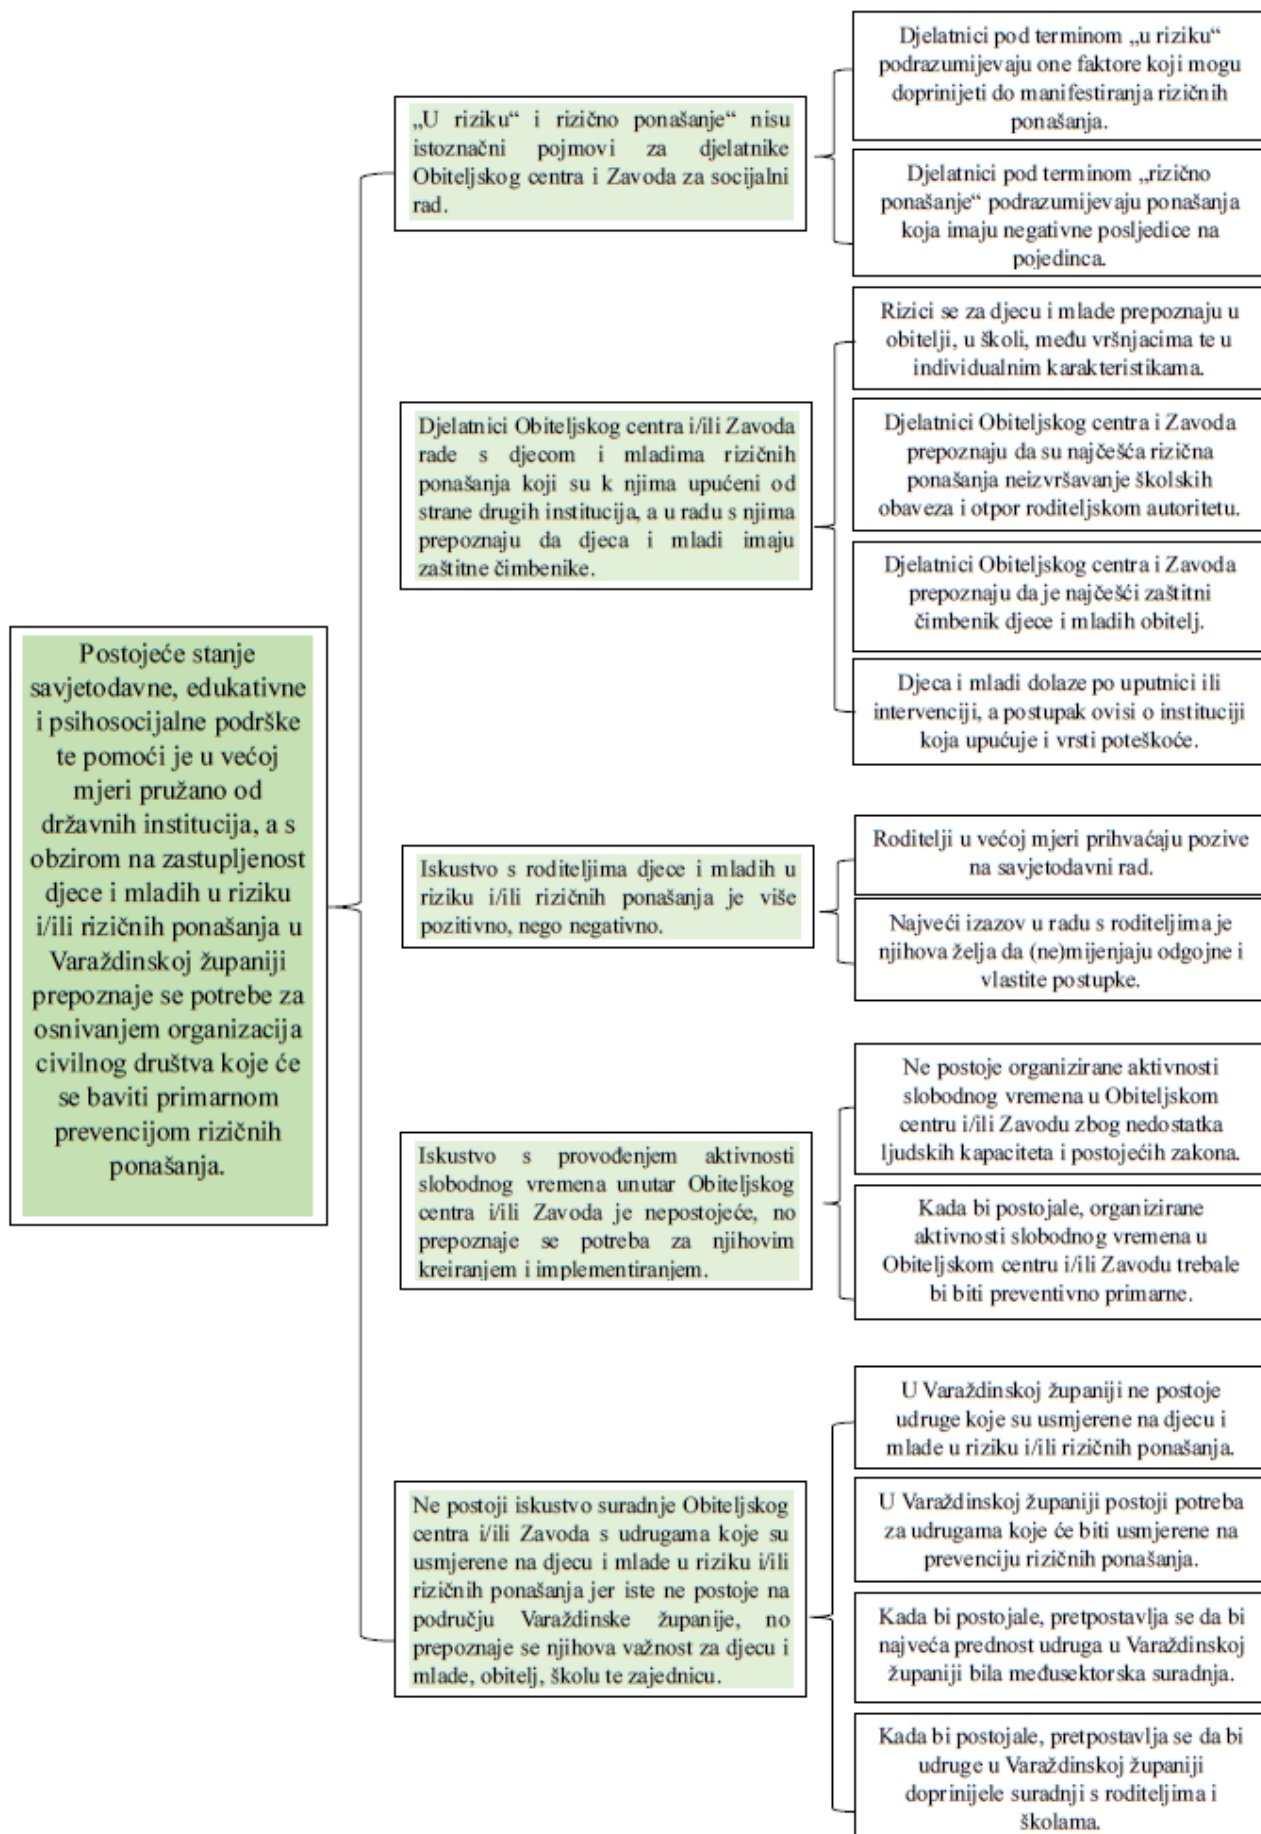 Postojeće stanje
savjetodavne, edukativne
i psihosocijalne podrške
te pomoći je u većoj
mjeri pružano od
državnih institucija, a s
obzirom na zastupljenost
djece i mladih u riziku
i/ili rizičnih ponašanja u
Varaždinskoj županiji
prepoznaje se potrebe za
osnivanjem organizacija
civilnog društva koje će
se baviti primarnom
prevencijom rizičnih
ponašanja.
„U riziku“ i rizično ponašanje“ nisu
istoznačni pojmovi za djelatnike
Obiteljskog centra i Zavoda za socijalni
rad.
Djelatnici pod terminom „u riziku“
podrazumijevaju one faktore koji mogu
doprinijeti do manifestiranja rizičnih
ponašanja.
Djelatnici pod terminom „rizično
ponašanje“ podrazumijevaju ponašanja
koja imaju negativne posljedice na
pojedinca.
Djelatnici Obiteljskog centra i/ili Zavoda
rade s djecom i mladima rizičnih
ponašanja koji su k njima upućeni od
strane drugih institucija, a u radu s njima
prepoznaju da djeca i mladi imaju
zaštitne čimbenike.
Rizici se za djecu i mlade prepoznaju u
obitelji, u školi, među vršnjacima te u
individualnim karakteristikama.
Djelatnici Obiteljskog centra i Zavoda
prepoznaju da su najčešća rizična
ponašanja neizvršavanje školskih
obaveza i otpor roditeljskom autoritetu.
Djelatnici Obiteljskog centra i Zavoda
prepoznaju da je najčešći zaštitni
čimbenik djece i mladih obitelj.
Djeca i mladi dolaze po uputnici ili
intervenciji, a postupak ovisi o instituciji
koja upućuje i vrsti poteškoće.
Iskustvo s roditeljima djece i mladih u
riziku i/ili rizičnih ponašanja je više
pozitivno, nego negativno.
Roditelji u većoj mjeri prihvaćaju pozive
na savjetodavni rad.
Najveći izazov u radu s roditeljima je
njihova želja da (ne)mijenjaju odgojne i
vlastite postupke.
Iskustvo s provođenjem aktivnosti
slobodnog vremena unutar Obiteljskog
centra i/ili Zavoda je nepostojeće, no
prepoznaje se potreba za njihovim
kreiranjem i implementiranjem.
Ne postoje organizirane aktivnosti
slobodnog vremena u Obiteljskom
centru i/ili Zavodu zbog nedostatka
ljudskih kapaciteta i postojećih zakona.
Kada bi postojale, organizirane
aktivnosti slobodnog vremena u
Obiteljskom centru i/ili Zavodu trebale
bi biti preventivno primarne.
Ne postoji iskustvo suradnje Obiteljskog
centra i/ili Zavoda s udrugama koje su
usmjerene na djecu i mlade u riziku i/ili
rizičnih ponašanja jer iste ne postoje na
području Varaždinske županije, no
prepoznaje se njihova važnost za djecu i
mlade, obitelj, školu te zajednicu.
U Varaždinskoj županiji ne postoje
udruge koje su usmjerene na djecu i
mlade u riziku i/ili rizičnih ponašanja.
U Varaždinskoj županiji postoji potreba
za udrugama koje će biti usmjerene na
prevenciju rizičnih ponašanja.
Kada bi postojale, pretpostavlja se da bi
najveća prednost udruga u Varaždinskoj
županiji bila međusektorska suradnja.
Kada bi postojale, pretpostavlja se da bi
udruge u Varaždinskoj županiji
doprinijele suradnji s roditeljima i
školama.